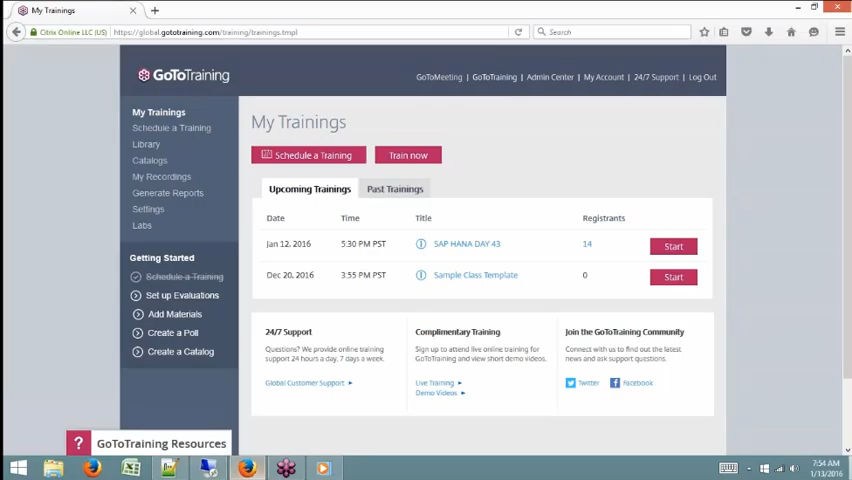 My Trainings
Citrix Online LLC (US)
https://global.gototraining.com/training/trainings.tmpl
Search
GoToTraining
GoToMeeting | GoToTraining | Admin Center | My Account | 24/7 Support | Log Out
My Trainings
Schedule a Training
Library
Catalogs
My Recordings
Generate Reports
Settings
Labs
Getting Started
Schedule a Training
Set up Evaluations
Add Materials
Create a Poll
Create a Catalog
My Trainings
Schedule a Training
Train now
Upcoming Trainings
Past Trainings
Date Time Title Registrants
Jan 12, 2016 5:30 PM PST SAP HANA DAY 43 14 Start
Dec 20, 2016 3:55 PM PST Sample Class Template 0 Start
24/7 Support
Questions? We provide online training
support 24 hours a day, 7 days a week.
Global Customer Support
Complimentary Training
Sign up to attend live online training for
GoToTraining and view short demo videos.
Live Training
Demo Videos
Join the GoToTraining Community
Connect with us to find out the latest
news and ask support questions.
Twitter Facebook
? GoToTraining Resources
7:54 AM
1/13/2016